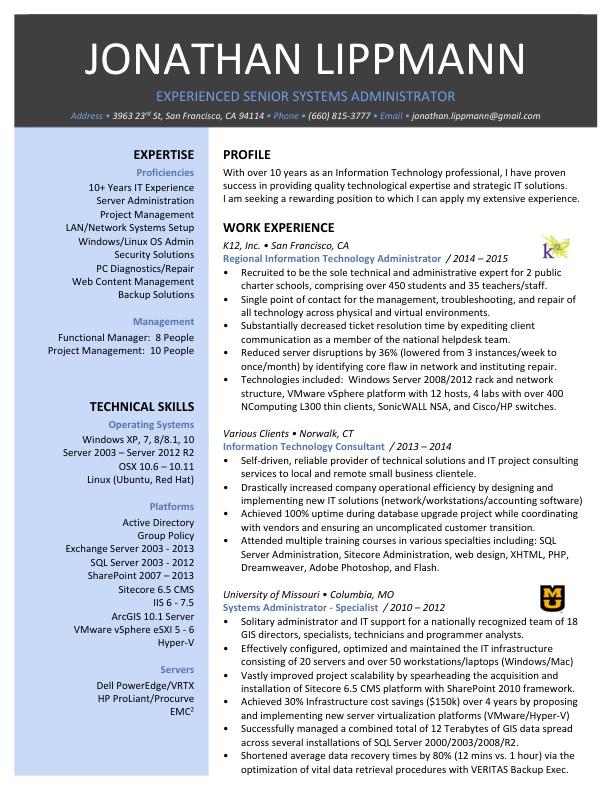 JONATHAN LIPPMANN
EXPERIENCED SENIOR SYSTEMS ADMINISTRATOR
Address • 3963 23rd St, San Francisco, CA 94114 • Phone • (660) 815-3777 • Email • jonathan.lippmann@gmail.com
EXPERTISE
Proficiencies
10+ Years IT Experience
Server Administration
Project Management
LAN/Network Systems Setup
Windows/Linux OS Admin
Security Solutions
PC Diagnostics/Repair
Web Content Management
Backup Solutions
Management
Functional Manager: 8 People
Project Management: 10 People
TECHNICAL SKILLS
Operating Systems
Windows XP, 7, 8/8.1, 10
Server 2003 – Server 2012 R2
OSX 10.6 – 10.11
Linux (Ubuntu, Red Hat)
Platforms
Active Directory
Group Policy
Exchange Server 2003 - 2013
SQL Server 2003 - 2012
SharePoint 2007 – 2013
Sitecore 6.5 CMS
IIS 6 - 7.5
ArcGIS 10.1 Server
VMware vSphere eSXI 5 - 6
Hyper-V
Servers
Dell PowerEdge/VRTX
HP ProLiant/Procurve
EMC²
PROFILE
With over 10 years as an Information Technology professional, I have proven
success in providing quality technological expertise and strategic IT solutions.
I am seeking a rewarding position to which I can apply my extensive experience.
WORK EXPERIENCE
K12, Inc. • San Francisco, CA
k12
Regional Information Technology Administrator / 2014 – 2015
• Recruited to be the sole technical and administrative expert for 2 public
charter schools, comprising over 450 students and 35 teachers/staff.
• Single point of contact for the management, troubleshooting, and repair of
all technology across physical and virtual environments.
• Substantially decreased ticket resolution time by expediting client
communication as a member of the national helpdesk team.
• Reduced server disruptions by 36% (lowered from 3 instances/week to
once/month) by identifying core flaw in network and instituting repair.
• Technologies included: Windows Server 2008/2012 rack and network
structure, VMware vSphere platform with 12 hosts, 4 labs with over 400
NComputing L300 thin clients, SonicWALL NSA, and Cisco/HP switches.
Various Clients • Norwalk, CT
Information Technology Consultant / 2013 – 2014
• Self-driven, reliable provider of technical solutions and IT project consulting
services to local and remote small business clientele.
• Drastically increased company operational efficiency by designing and
implementing new IT solutions (network/workstations/accounting software)
• Achieved 100% uptime during database upgrade project while coordinating
with vendors and ensuring an uncomplicated customer transition.
• Attended multiple training courses in various specialties including: SQL
Server Administration, Sitecore Administration, web design, XHTML, PHP,
Dreamweaver, Adobe Photoshop, and Flash.
University of Missouri • Columbia, MO
MU
Systems Administrator - Specialist / 2010 – 2012
• Solitary administrator and IT support for a nationally recognized team of 18
GIS directors, specialists, technicians and programmer analysts.
• Effectively configured, optimized and maintained the IT infrastructure
consisting of 20 servers and over 50 workstations/laptops (Windows/Mac)
• Vastly improved project scalability by spearheading the acquisition and
installation of Sitecore 6.5 CMS platform with SharePoint 2010 framework.
• Achieved 30% Infrastructure cost savings ($150k) over 4 years by proposing
and implementing new server virtualization platforms (VMware/Hyper-V)
• Successfully managed a combined total of 12 Terabytes of GIS data spread
across several installations of SQL Server 2000/2003/2008/R2.
• Shortened average data recovery times by 80% (12 mins vs. 1 hour) via the
optimization of vital data retrieval procedures with VERITAS Backup Exec.